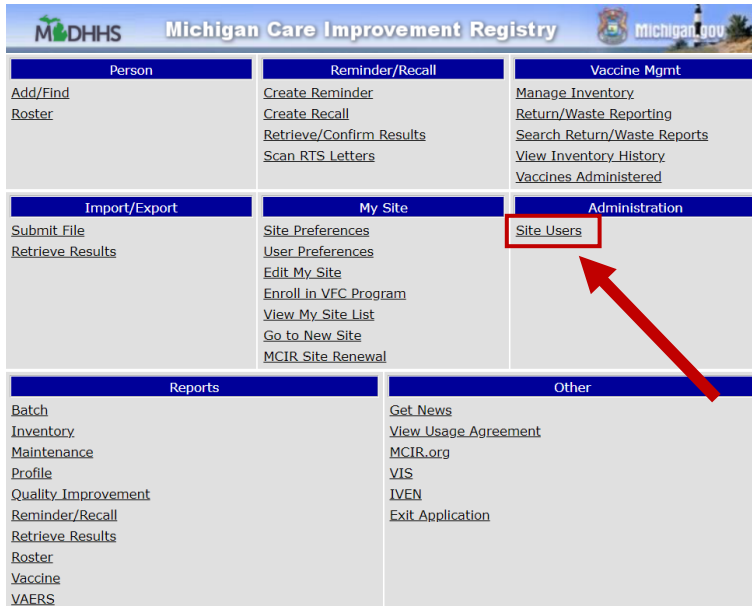 MDHHS Michigan Care Improvement Registry Michigan.gov
Person
Add/Find
Roster
Reminder/Recall
Create Reminder
Create Recall
Retrieve/Confirm Results
Scan RTS Letters
Vaccine Mgmt
Manage Inventory
Return/Waste Reporting
Search Return/Waste Reports
View Inventory History
Vaccines Administered
Import/Export
Submit File
Retrieve Results
My Site
Site Preferences
User Preferences
Edit My Site
Enroll in VFC Program
View My Site List
Go to New Site
MCIR Site Renewal
Administration
Site Users
Reports
Batch
Inventory
Maintenance
Profile
Quality Improvement
Reminder/Recall
Retrieve Results
Roster
Vaccine
VAERS
Other
Get News
View Usage Agreement
MCIR.org
VIS
IVEN
Exit Application